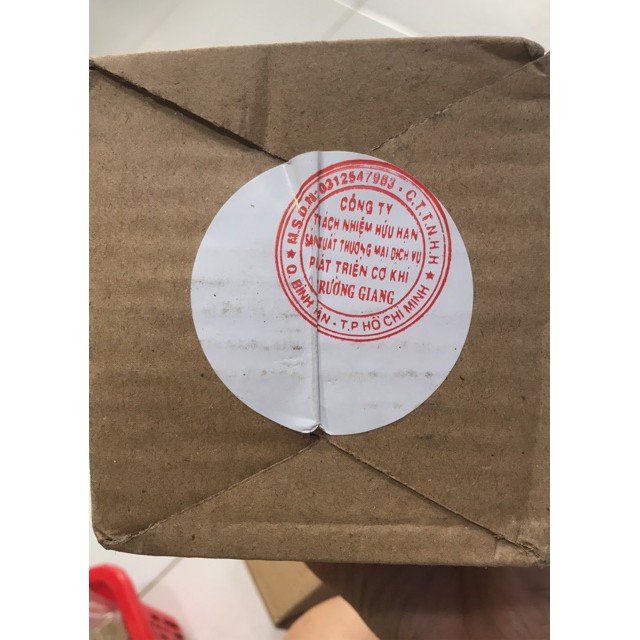 M.S.D.N: 0312547983 - C.T.T.N.H.H
CÔNG TY
TRÁCH NHIỆM HỮU HẠN
SẢN XUẤT THƯƠNG MẠI DỊCH VỤ
PHÁT TRIỂN CƠ KHÍ
TRƯỜNG GIANG
Q. BÌNH TÂN - T.P HỒ CHÍ MINH